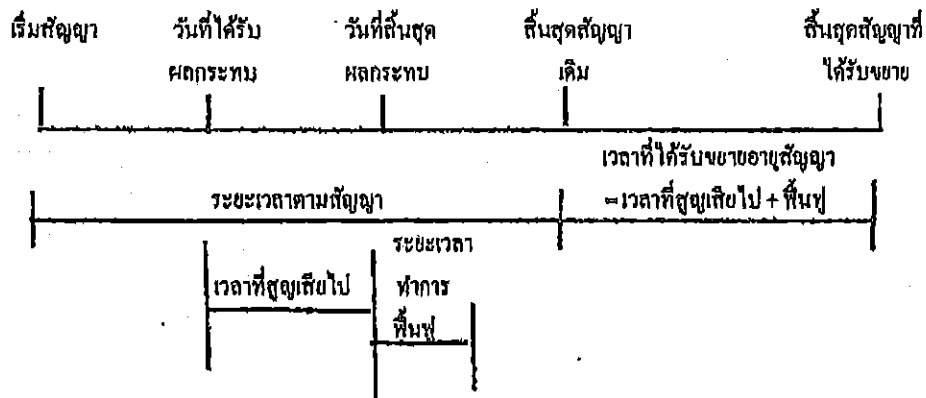 เริ่มสัญญา วันที่ได้รับ วันที่สิ้นสุด สิ้นสุดสัญญา สิ้นสุดสัญญาที่
ผลกระทบ ผลกระทบ เดิม ได้รับขยาย
เวลาที่ได้รับขยายอายุสัญญา
ระยะเวลาตามสัญญา = เวลาที่สูญเสียไป + ฟื้นฟู
ระยะเวลา
เวลาที่สูญเสียไป ทำการ
ฟื้นฟู